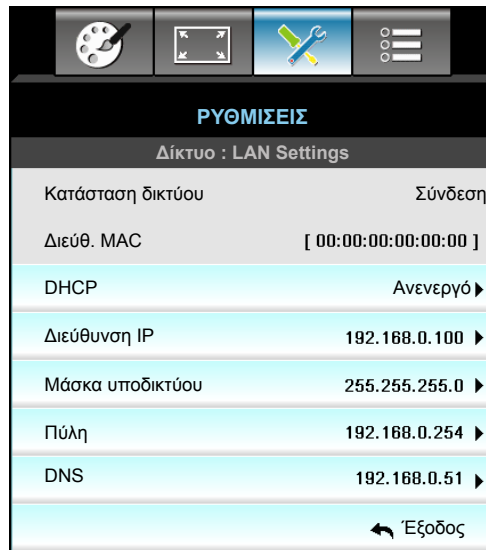 ΡΥΘΜΙΣΕΙΣ
Δίκτυο : LAN Settings
Κατάσταση δικτύου Σύνδεση
Διεύθ. MAC [ 00:00:00:00:00:00 ]
DHCP Ανενεργό
Διεύθυνση IP 192.168.0.100
Μάσκα υποδικτύου 255.255.255.0
Πύλη 192.168.0.254
DNS 192.168.0.51
Έξοδος